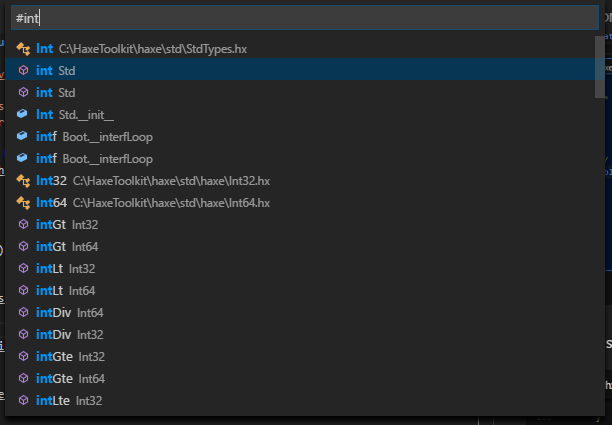 #int
Int C:\HaxeToolkit\haxe\std\StdTypes.hx
int Std
int Std
Int Std.__init__
intf Boot.__interfLoop
intf Boot.__interfLoop
Int32 C:\HaxeToolkit\haxe\std\haxe\Int32.hx
Int64 C:\HaxeToolkit\haxe\std\haxe\Int64.hx
intGt Int32
intGt Int64
intLt Int32
intLt Int64
intDiv Int64
intDiv Int32
intGte Int32
intGte Int64
intLte Int32